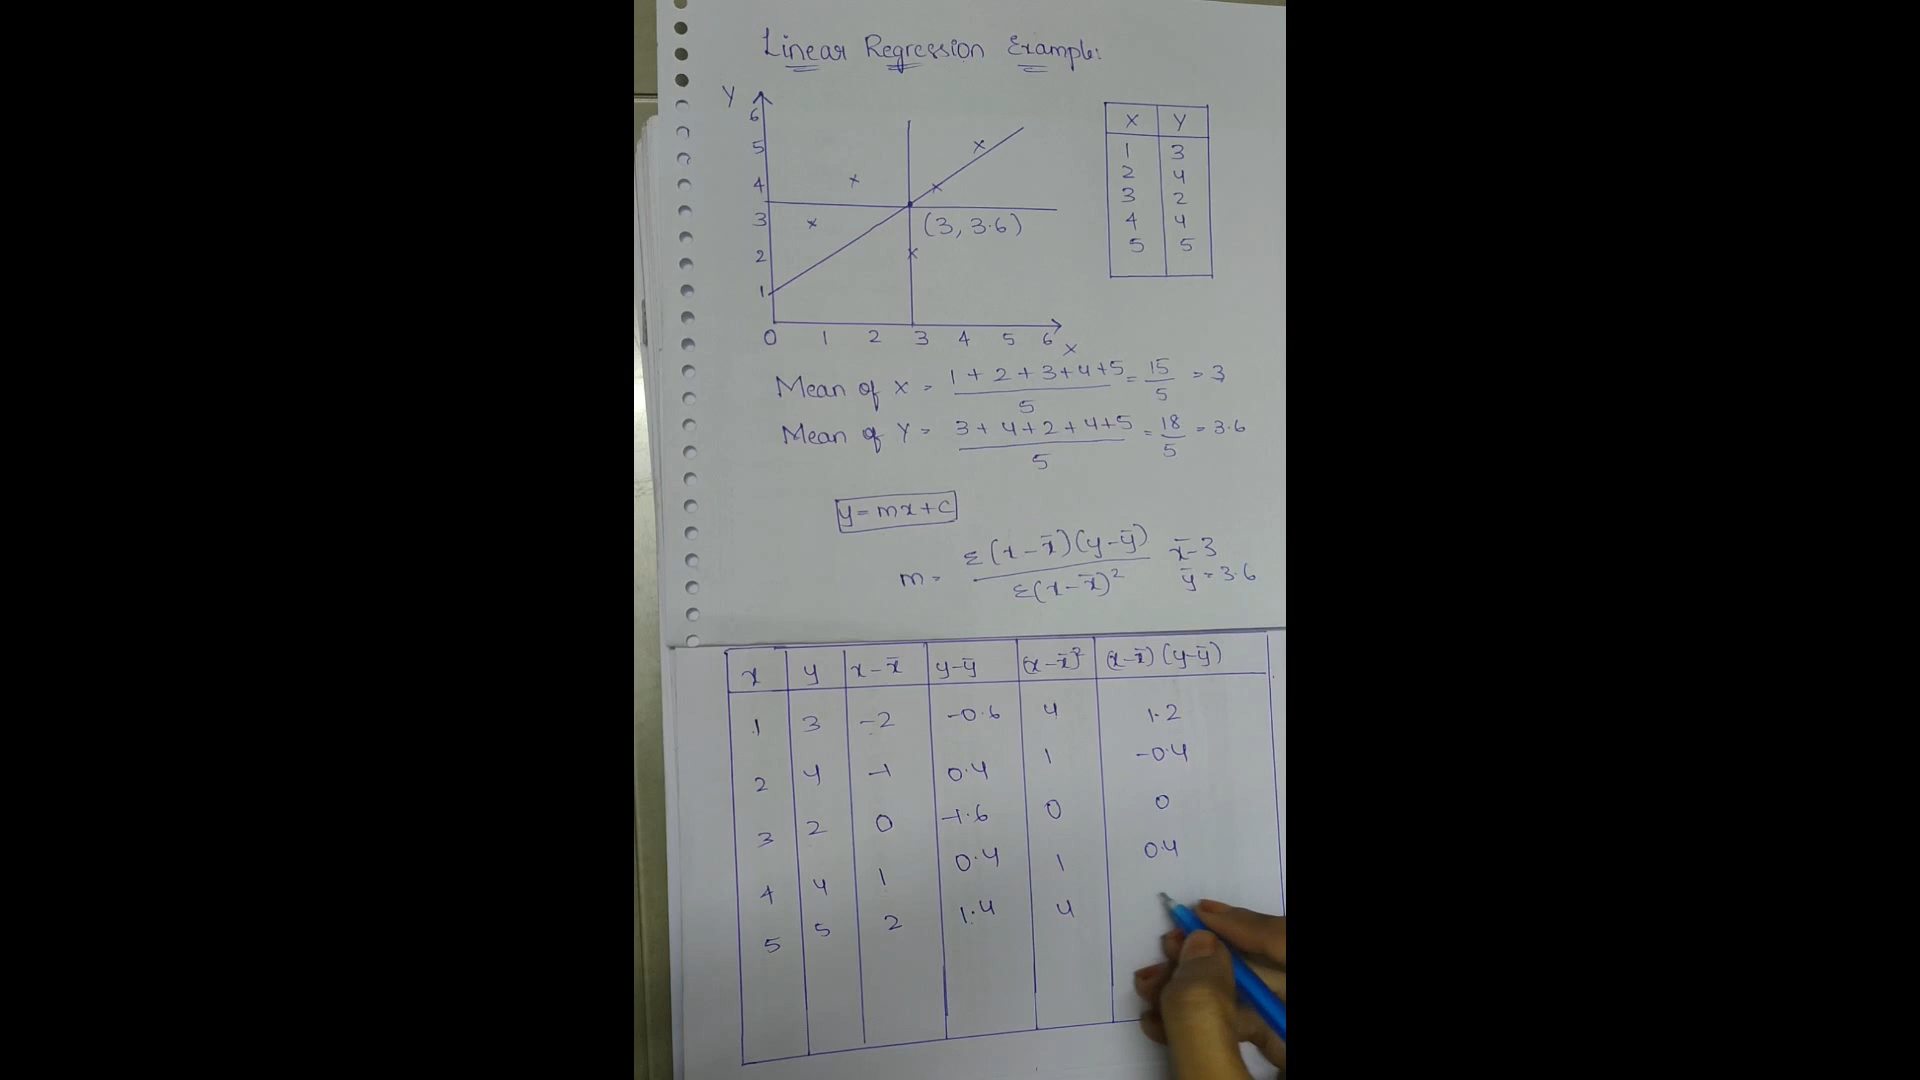 Linear Regression Example:
Y
6
5
4
3
2
1
0 1 2 3 4 5 6
X
(3, 3.6)
X Y
1 3
2 4
3 2
4 4
5 5
Mean of X = 1 + 2 + 3 + 4 + 5 / 5 = 15 / 5 = 3
Mean of Y = 3 + 4 + 2 + 4 + 5 / 5 = 18 / 5 = 3.6
y = mx + c
m = Σ(x - x̄)(y - ȳ) / Σ(x - x̄)²
x̄ - 3
ȳ = 3.6
x y x - x̄ y - ȳ (x - x̄)² (x - x̄)(y - ȳ)
1 3 -2 -0.6 4 1.2
2 4 -1 0.4 1 -0.4
3 2 0 -1.6 0 0
4 4 1 0.4 1 0.4
5 5 2 1.4 4